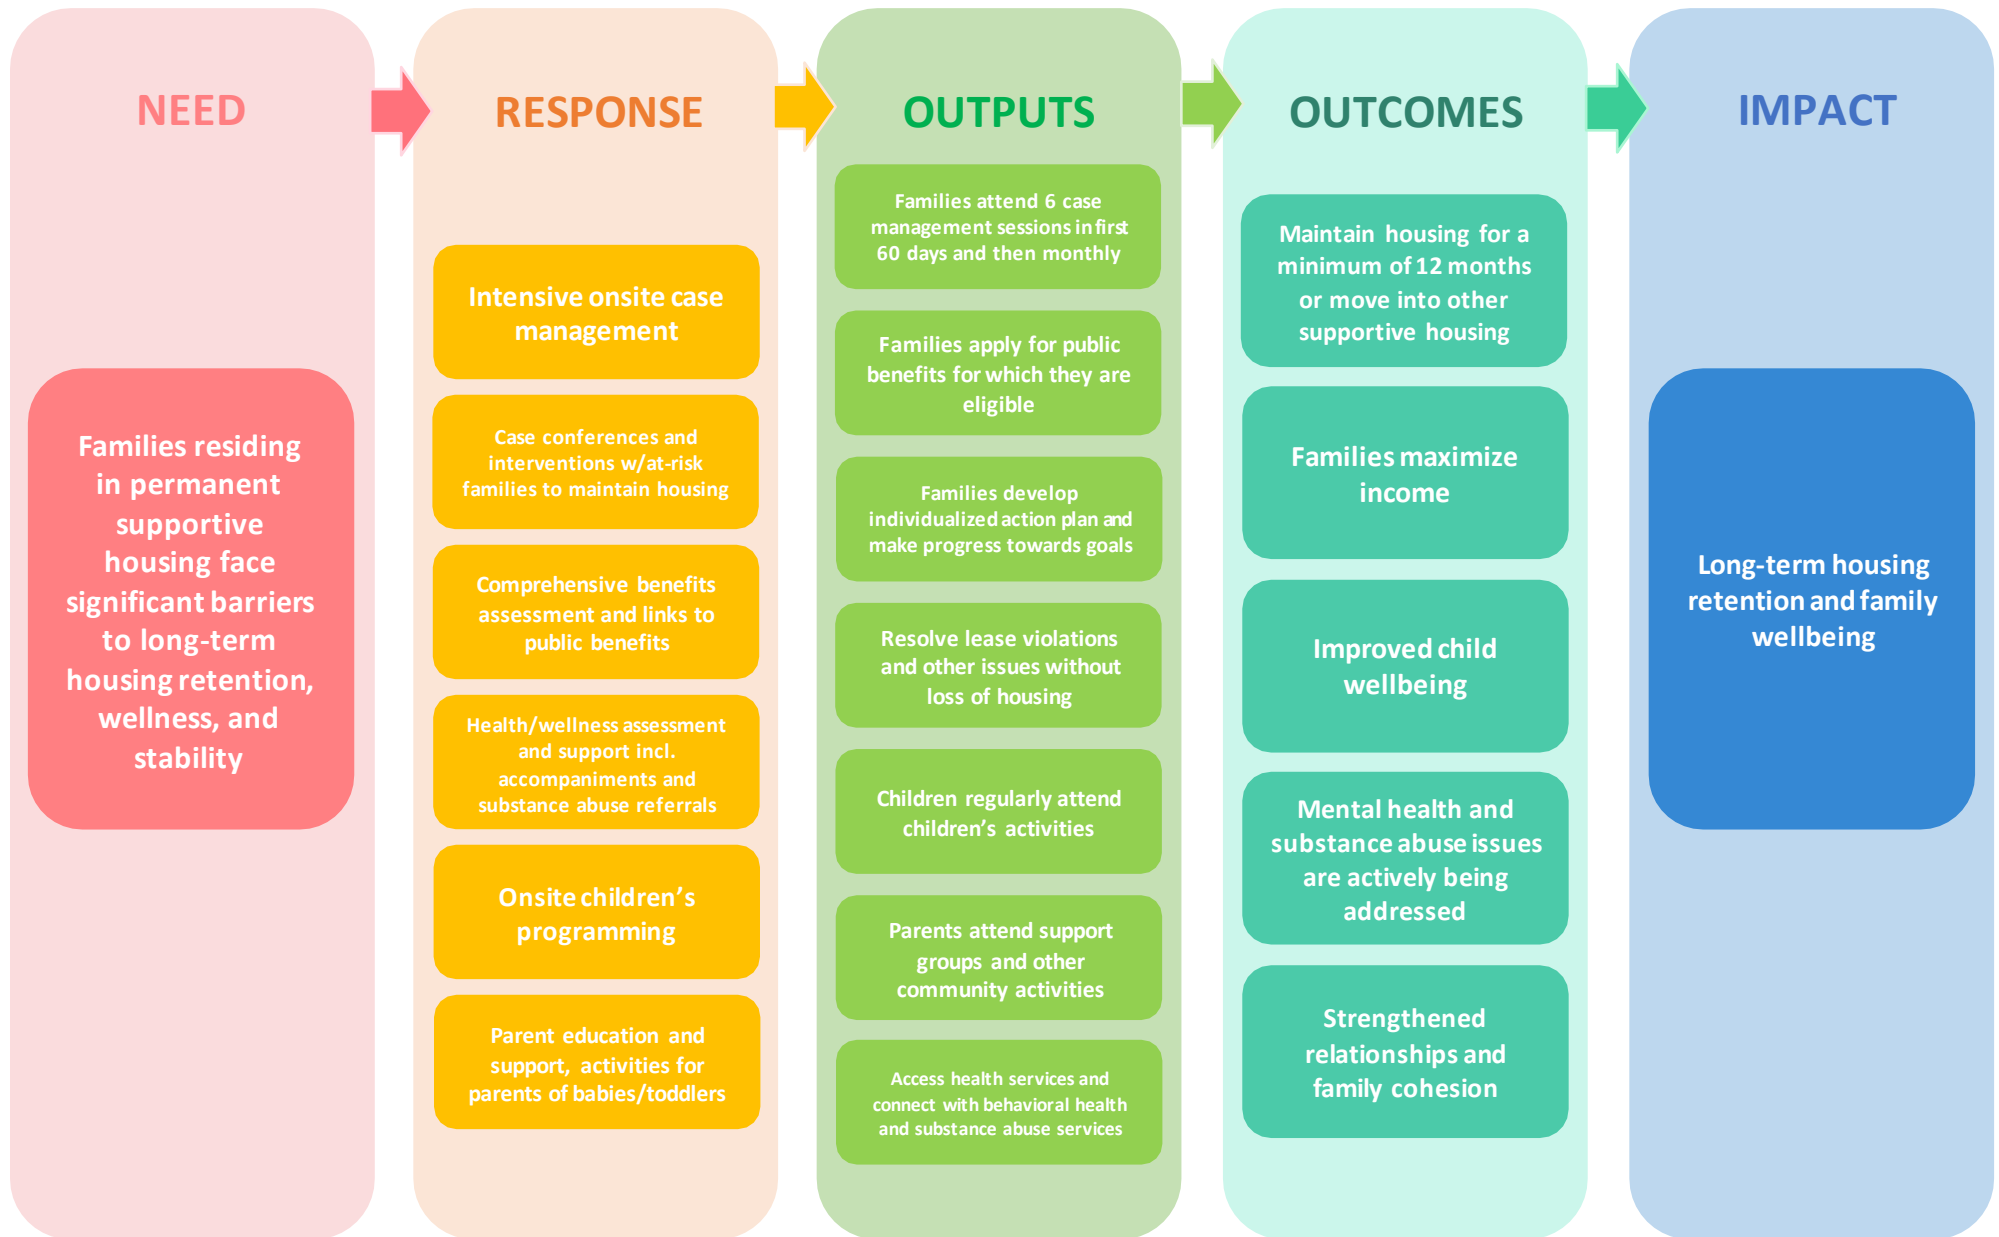 NEED
Families residing
in permanent
supportive
housing face
significant barriers
to long-term
housing retention,
wellness, and
stability
RESPONSE
Intensive onsite case
management
Case conferences and
interventions w/at-risk
families to maintain housing
Comprehensive benefits
assessment and links to
public benefits
Health/wellness assessment
and support incl.
accompaniments and
substance abuse referrals
Onsite children’s
programming
Parent education and
support, activities for
parents of babies/toddlers
OUTPUTS
Families attend 6 case
management sessions in first
60 days and then monthly
Families apply for public
benefits for which they are
eligible
Families develop
individualized action plan and
make progress towards goals
Resolve lease violations
and other issues without
loss of housing
Children regularly attend
children’s activities
Parents attend support
groups and other
community activities
Access health services and
connect with behavioral health
and substance abuse services
OUTCOMES
Maintain housing for a
minimum of 12 months
or move into other
supportive housing
Families maximize
income
Improved child
wellbeing
Mental health and
substance abuse issues
are actively being
addressed
Strengthened
relationships and
family cohesion
IMPACT
Long-term housing
retention and family
wellbeing